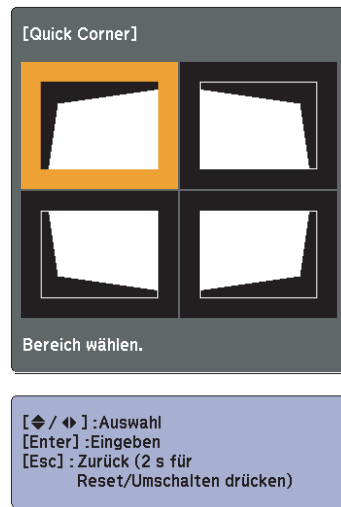 [Quick Corner]
Bereich wählen.
[◆ / ◆ ] :Auswahl
[Enter] :Eingeben
[Esc] : Zurück (2 s für
Reset/Umschalten drücken)